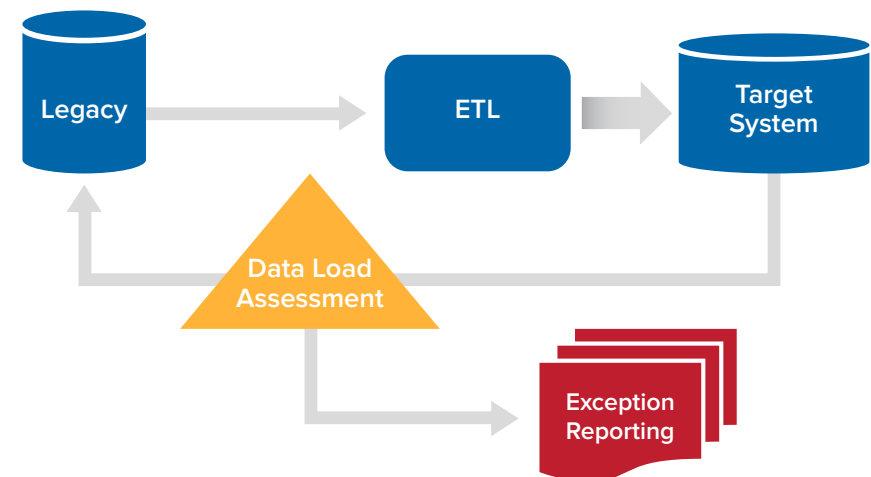 Legacy
ETL
Target
System
Data Load
Assessment
Exception
Reporting